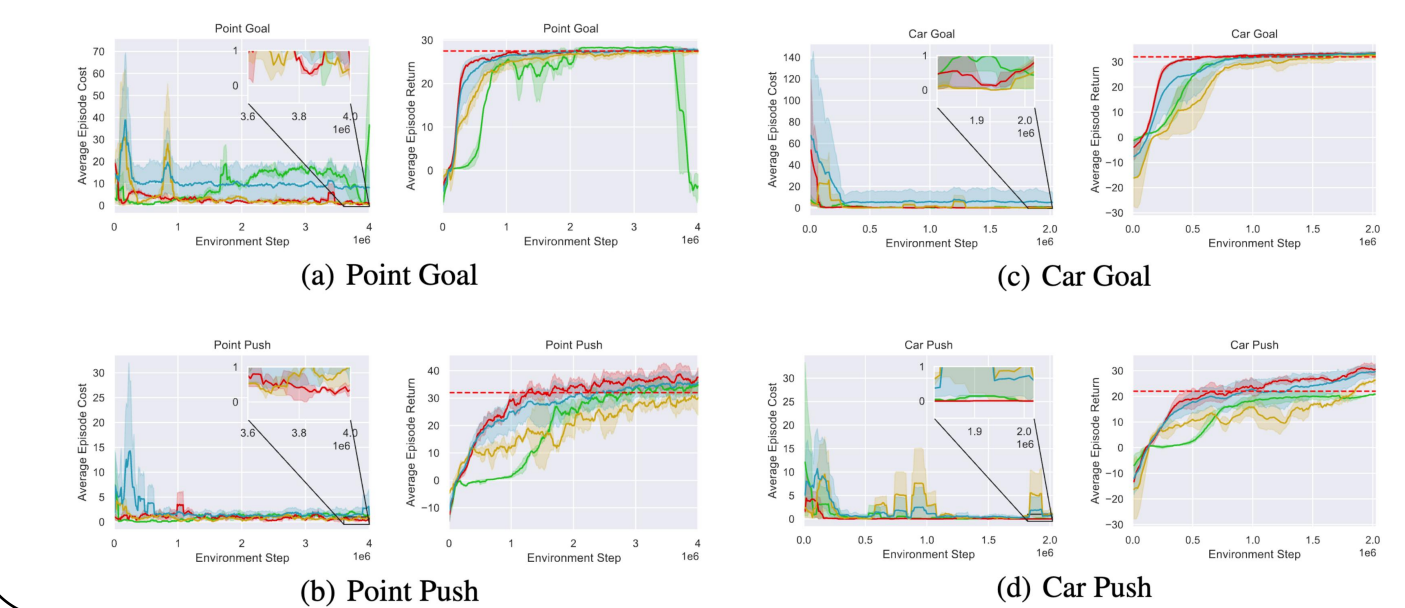 Point Goal
Average Episode Cost
70
60
50
40
30
20
10
0
1
0
3.6 3.8 4.0
1e6
0 1 2 3 4
Environment Step 1e6
Point Goal
Average Episode Return
30
20
10
0
0 1 2 3 4
Environment Step 1e6
(a) Point Goal
Car Goal
Average Episode Cost
140
120
100
80
60
40
20
0
1
0
1.9 2.0
1e6
0.0 0.5 1.0 1.5 2.0
Environment Step 1e6
Car Goal
Average Episode Return
30
20
10
0
−10
−20
−30
0.0 0.5 1.0 1.5 2.0
Environment Step 1e6
(c) Car Goal
Point Push
Average Episode Cost
30
25
20
15
10
5
0
1
0
3.6 3.8 4.0
1e6
0 1 2 3 4
Environment Step 1e6
Point Push
Average Episode Return
40
30
20
10
0
−10
0 1 2 3 4
Environment Step 1e6
(b) Point Push
Car Push
Average Episode Cost
30
25
20
15
10
5
0
1
0
1.9 2.0
1e6
0.0 0.5 1.0 1.5 2.0
Environment Step 1e6
Car Push
Average Episode Return
30
20
10
0
−10
−20
−30
0.0 0.5 1.0 1.5 2.0
Environment Step 1e6
(d) Car Push